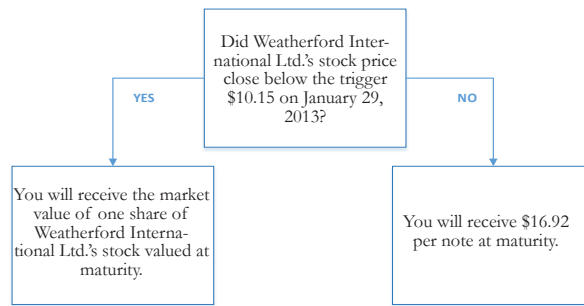 Did Weatherford Inter-
national Ltd.'s stock price
close below the trigger
$10.15 on January 29,
2013?
YES
NO
You will receive the market
value of one share of
Weatherford Interna-
tional Ltd.'s stock valued at
maturity.
You will receive $16.92
per note at maturity.